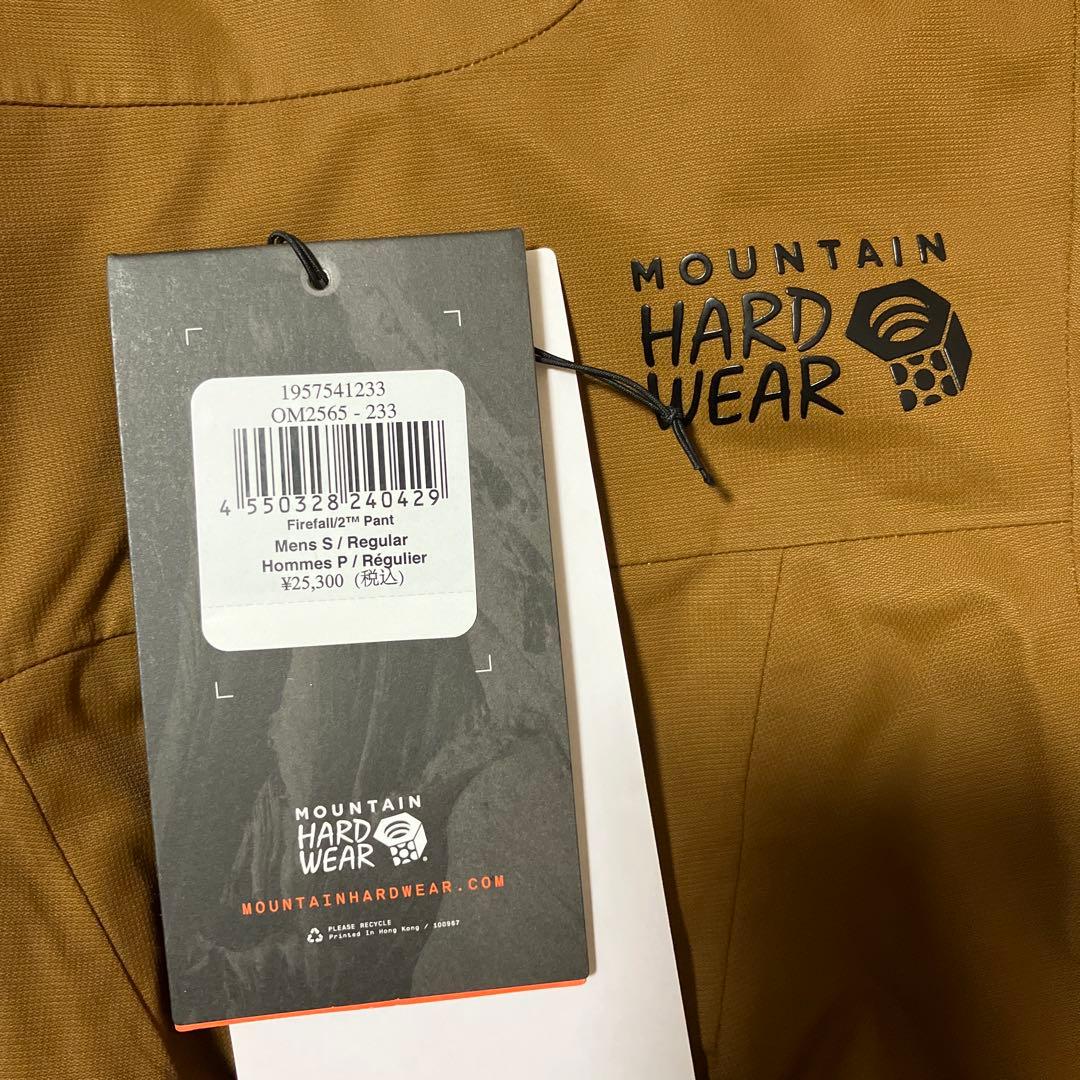 1957541233
OM2565 - 233
4 550328 240429
Firefall/2™ Pant
Mens S / Regular
Hommes P / Régulier
¥25,300 (税込)
MOUNTAIN
HARD
WEAR
MOUNTAINHARDWEAR.COM
PLEASE RECYCLE
Printed In Hong Kong / 100967
MOUNTAIN
HARD
WEAR